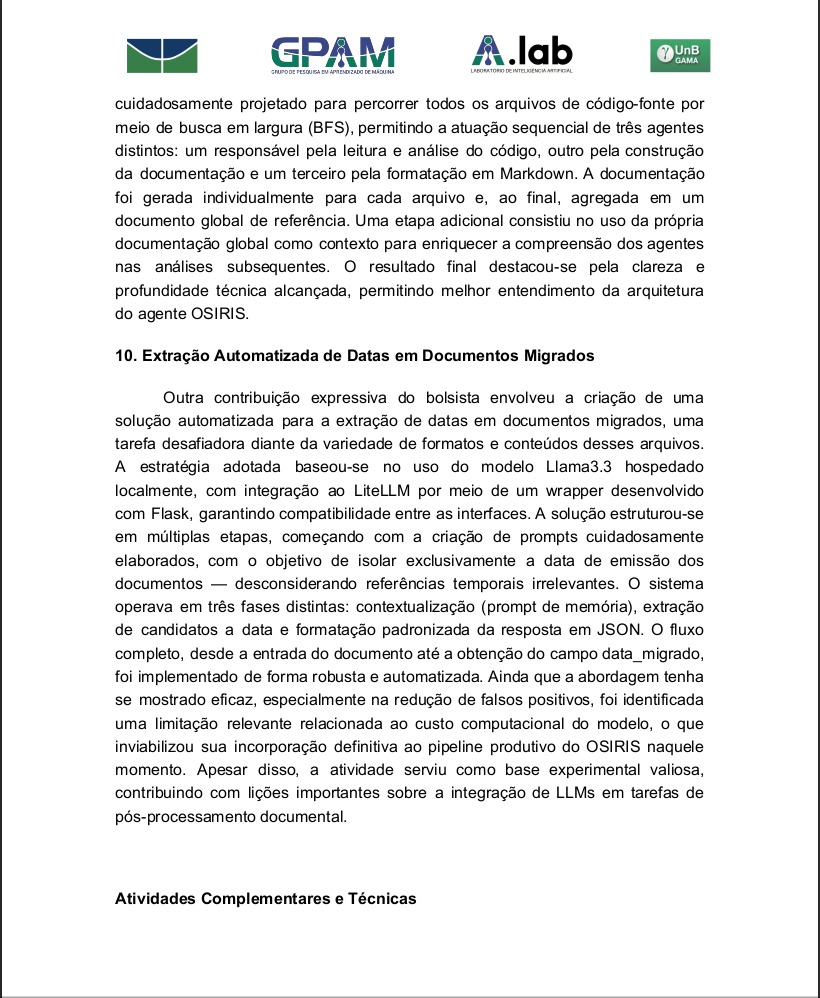 GPAM
GRUPO DE PESQUISA EM APRENDIZADO DE MÁQUINA
A.lab
LABORATÓRIO DE INTELIGÊNCIA ARTIFICIAL
UnB
GAMA
cuidadosamente projetado para percorrer todos os arquivos de código-fonte por
meio de busca em largura (BFS), permitindo a atuação sequencial de três agentes
distintos: um responsável pela leitura e análise do código, outro pela construção
da documentação e um terceiro pela formatação em Markdown. A documentação
foi gerada individualmente para cada arquivo e, ao final, agregada em um
documento global de referência. Uma etapa adicional consistiu no uso da própria
documentação global como contexto para enriquecer a compreensão dos agentes
nas análises subsequentes. O resultado final destacou-se pela clareza e
profundidade técnica alcançada, permitindo melhor entendimento da arquitetura
do agente OSIRIS.
10. Extração Automatizada de Datas em Documentos Migrados
Outra contribuição expressiva do bolsista envolveu a criação de uma
solução automatizada para a extração de datas em documentos migrados, uma
tarefa desafiadora diante da variedade de formatos e conteúdos desses arquivos.
A estratégia adotada baseou-se no uso do modelo Llama3.3 hospedado
localmente, com integração ao LiteLLM por meio de um wrapper desenvolvido
com Flask, garantindo compatibilidade entre as interfaces. A solução estruturou-se
em múltiplas etapas, começando com a criação de prompts cuidadosamente
elaborados, com o objetivo de isolar exclusivamente a data de emissão dos
documentos — desconsiderando referências temporais irrelevantes. O sistema
operava em três fases distintas: contextualização (prompt de memória), extração
de candidatos a data e formatação padronizada da resposta em JSON. O fluxo
completo, desde a entrada do documento até a obtenção do campo data_migrado,
foi implementado de forma robusta e automatizada. Ainda que a abordagem tenha
se mostrado eficaz, especialmente na redução de falsos positivos, foi identificada
uma limitação relevante relacionada ao custo computacional do modelo, o que
inviabilizou sua incorporação definitiva ao pipeline produtivo do OSIRIS naquele
momento. Apesar disso, a atividade serviu como base experimental valiosa,
contribuindo com lições importantes sobre a integração de LLMs em tarefas de
pós-processamento documental.
Atividades Complementares e Técnicas